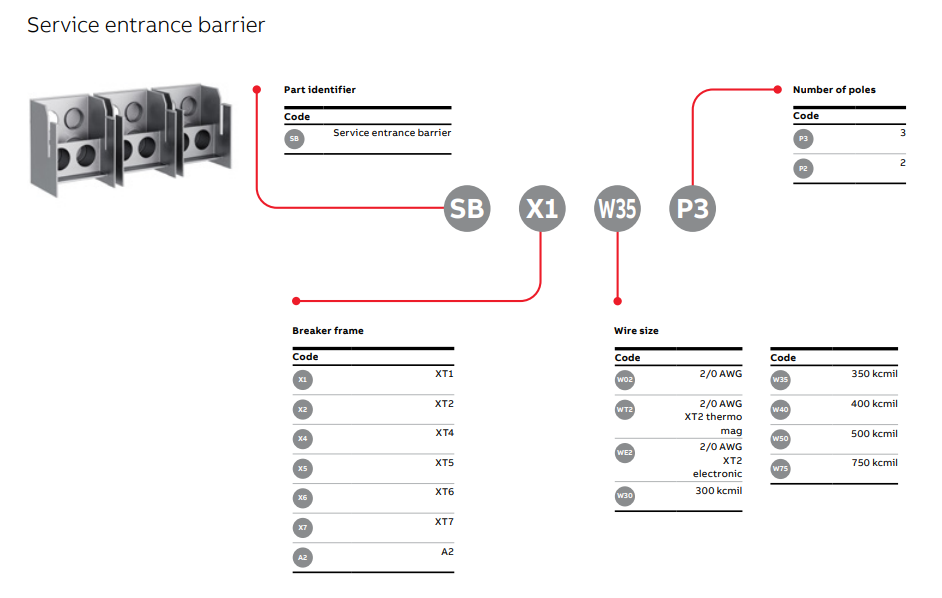 Service entrance barrier
Part identifier
Code
SB Service entrance barrier
Number of poles
Code
P3 3
P2 2
SB X1 W35 P3
Breaker frame
Code
X1 XT1
X2 XT2
X4 XT4
X5 XT5
X6 XT6
X7 XT7
A2 A2
Wire size
Code
W02 2/0 AWG
WT2 2/0 AWG
XT2 thermo
mag
WE2 2/0 AWG
XT2
electronic
W30 300 kcmil
Code
W35 350 kcmil
W40 400 kcmil
W50 500 kcmil
W75 750 kcmil